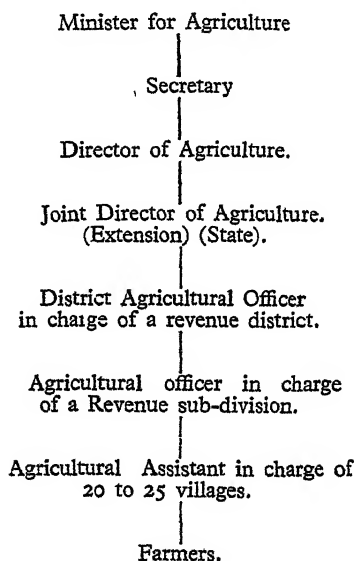 Minister for Agriculture
Secretary
Director of Agriculture.
Joint Director of Agriculture.
(Extension) (State).
District Agricultural Officer
in charge of a revenue district.
Agricultural officer in charge
of a Revenue sub-division.
Agricultural Assistant in charge of
20 to 25 villages.
Farmers.